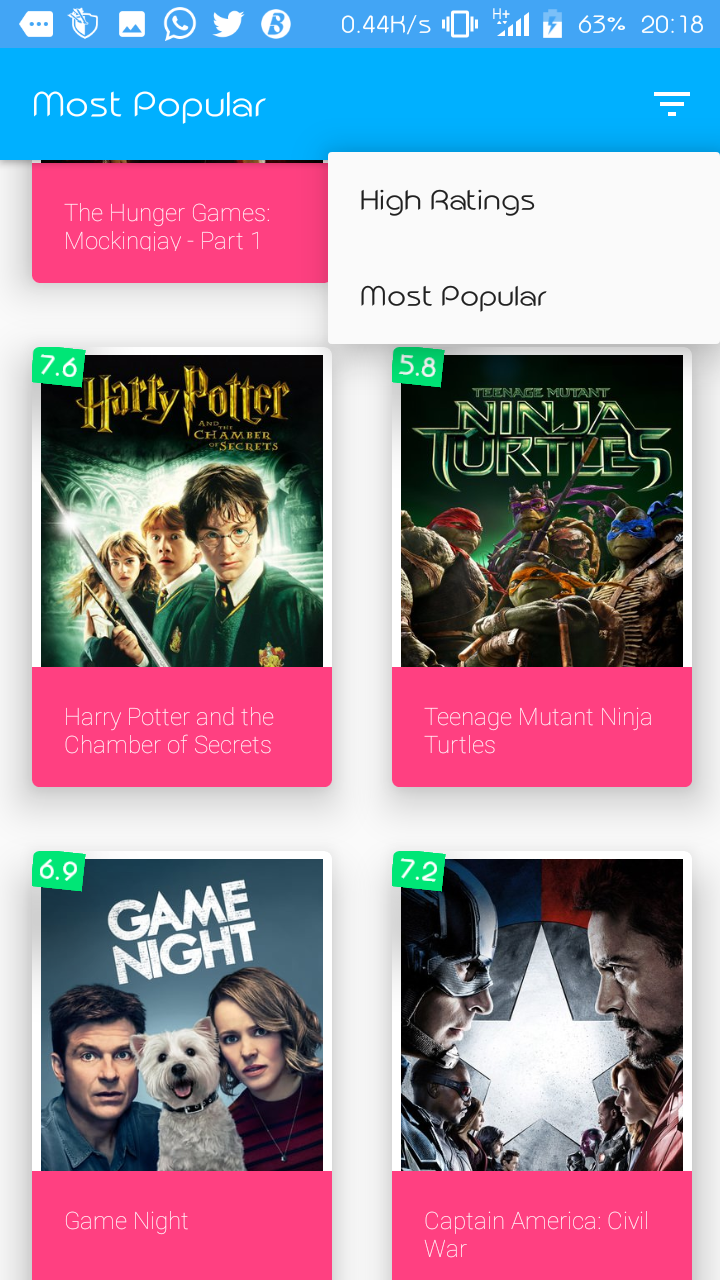 0.44K/s H+ 63% 20:18
Most Popular
High Ratings
Most Popular
The Hunger Games:
Mockingjay - Part 1
7.6
Harry Potter
AND THE
CHAMBER
OF SECRETS
Harry Potter and the
Chamber of Secrets
5.8
TEENAGE MUTANT
NINJA
TURTLES
Teenage Mutant Ninja
Turtles
6.9
GAME
NIGHT
Game Night
7.2
Captain America: Civil
War